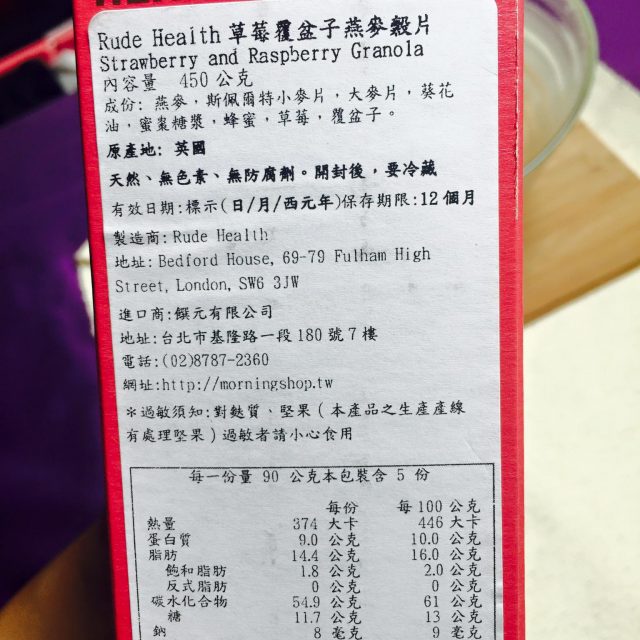 Rude Health 草莓覆盆子燕麥穀片
Strawberry and Raspberry Granola
內容量 450 公克
成份: 燕麥，斯佩爾特小麥片，大麥片，葵花
油，蜜棗糖漿，蜂蜜，草莓，覆盆子。
原產地: 英國
天然、無色素、無防腐劑。開封後，要冷藏
有效日期:標示(日/月/西元年)保存期限:12個月
製造商:Rude Health
地址:Bedford House, 69-79 Fulham High
Street, London, SW6 3JW
進口商:饌元有限公司
地址:台北市基隆路一段180號7樓
電話:(02)8787-2360
網址:http://morningshop.tw
*過敏須知:對麩質、堅果(本產品之生產產線
有處理堅果)過敏者請小心食用
每一份量 90 公克本包裝含 5 份
每份 每100 公克
熱量 374 大卡 446 大卡
蛋白質 9.0 公克 10.0 公克
脂肪 14.4 公克 16.0 公克
飽和脂肪 1.8 公克 2.0 公克
反式脂肪 0 公克 0 公克
碳水化合物 54.9 公克 61 公克
糖 11.7 公克 13 公克
鈉 8 毫克 9 毫克